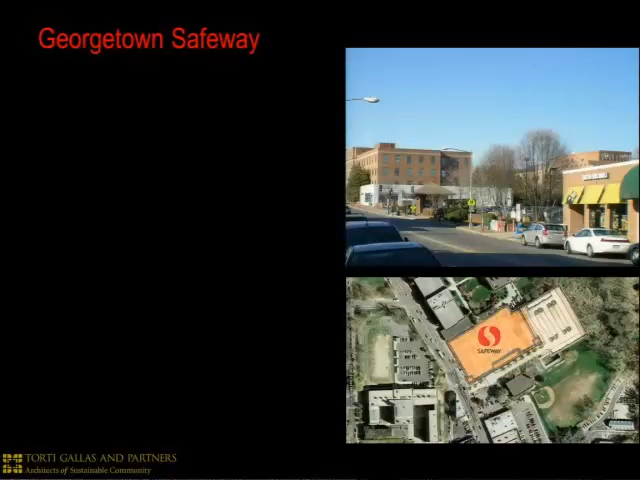 Georgetown Safeway
SAFEWAY
TORTI GALLAS AND PARTNERS
Architects of Sustainable Community